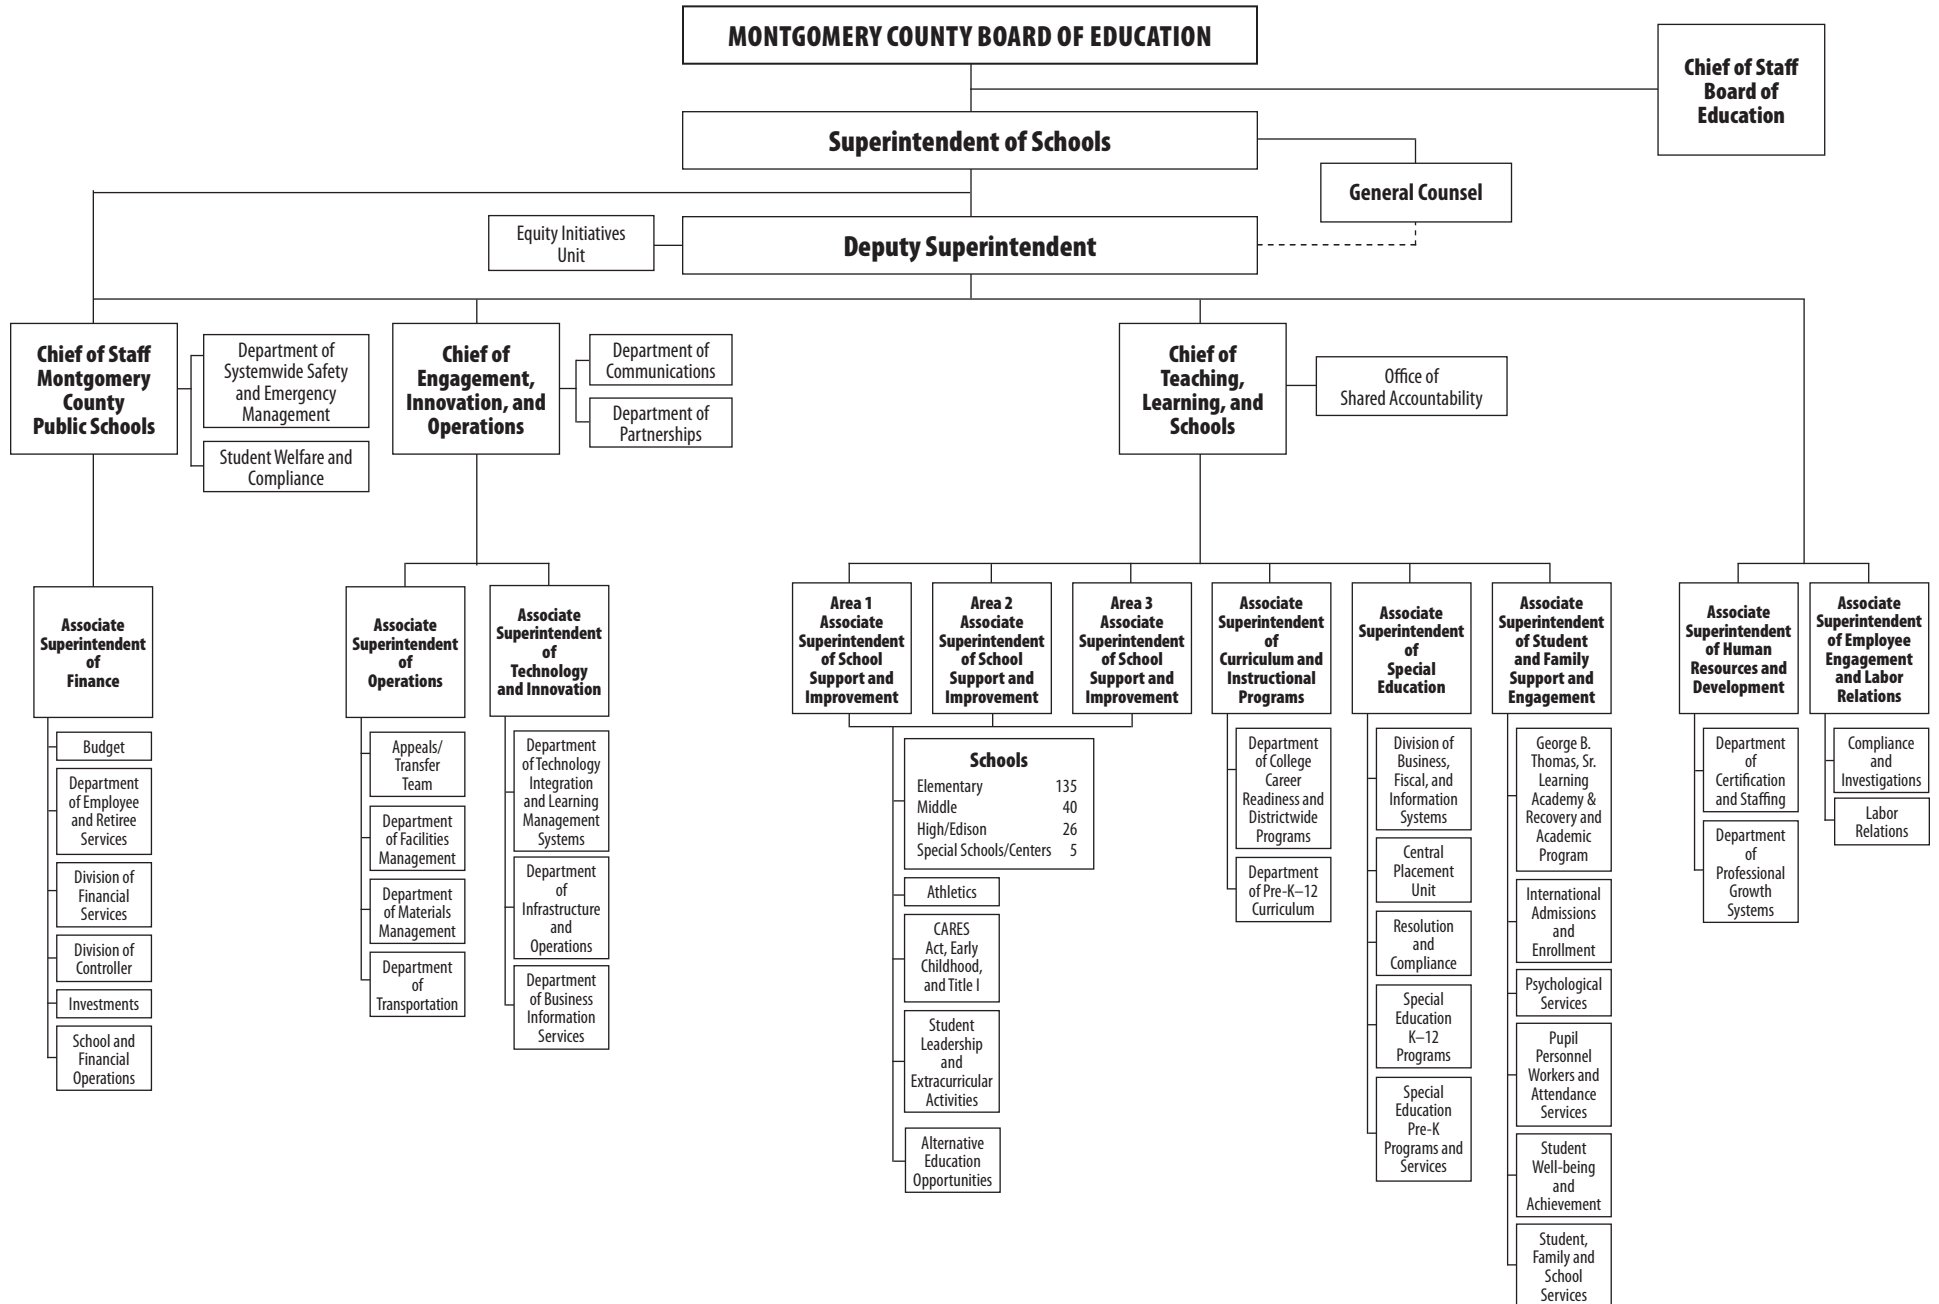 MONTGOMERY COUNTY BOARD OF EDUCATION
Chief of Staff
Board of
Education
Superintendent of Schools
General Counsel
Equity Initiatives
Unit
Deputy Superintendent
Chief of Staff
Montgomery
County
Public Schools
Department of
Systemwide Safety
and Emergency
Management
Student Welfare and
Compliance
Chief of
Engagement,
Innovation, and
Operations
Department of
Communications
Department of
Partnerships
Chief of
Teaching,
Learning, and
Schools
Office of
Shared Accountability
Associate
Superintendent
of
Finance
Budget
Department
of Employee
and Retiree
Services
Division of
Financial
Services
Division of
Controller
Investments
School and
Financial
Operations
Associate
Superintendent
of
Operations
Appeals/
Transfer
Team
Department
of Facilities
Management
Department
of Materials
Management
Department
of
Transportation
Associate
Superintendent
of
Technology
and Innovation
Department
of Technology
Integration
and Learning
Management
Systems
Department
of
Infrastructure
and
Operations
Department
of Business
Information
Services
Area 1
Associate
Superintendent
of School
Support and
Improvement
Area 2
Associate
Superintendent
of School
Support and
Improvement
Area 3
Associate
Superintendent
of School
Support and
Improvement
Schools
Elementary 135
Middle 40
High/Edison 26
Special Schools/Centers 5
Athletics
CARES
Act, Early
Childhood,
and Title I
Student
Leadership
and
Extracurricular
Activities
Alternative
Education
Opportunities
Associate
Superintendent
of
Curriculum and
Instructional
Programs
Department
of College
Career
Readiness and
Districtwide
Programs
Department
of Pre-K–12
Curriculum
Associate
Superintendent
of
Special
Education
Division of
Business,
Fiscal, and
Information
Systems
Central
Placement
Unit
Resolution
and
Compliance
Special
Education
K–12
Programs
Special
Education
Pre-K
Programs and
Services
Associate
Superintendent
of Student
and Family
Support and
Engagement
George B.
Thomas, Sr.
Learning
Academy &
Recovery and
Academic
Program
International
Admissions
and
Enrollment
Psychological
Services
Pupil
Personnel
Workers and
Attendance
Services
Student
Well-being
and
Achievement
Student,
Family and
School
Services
Associate
Superintendent
of Human
Resources and
Development
Department
of
Certification
and Staffing
Department
of
Professional
Growth
Systems
Associate
Superintendent
of Employee
Engagement
and Labor
Relations
Compliance
and
Investigations
Labor
Relations